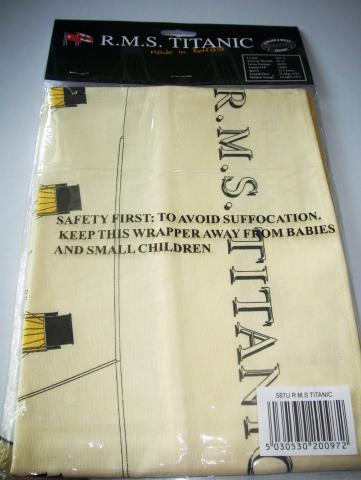 R.M.S. TITANIC
Made in Belfast
R.M.S. TITANIC
SAFETY FIRST: TO AVOID SUFFOCATION.
KEEP THIS WRAPPER AWAY FROM BABIES
AND SMALL CHILDREN
587U R M S TITANIC
5 030530 200972